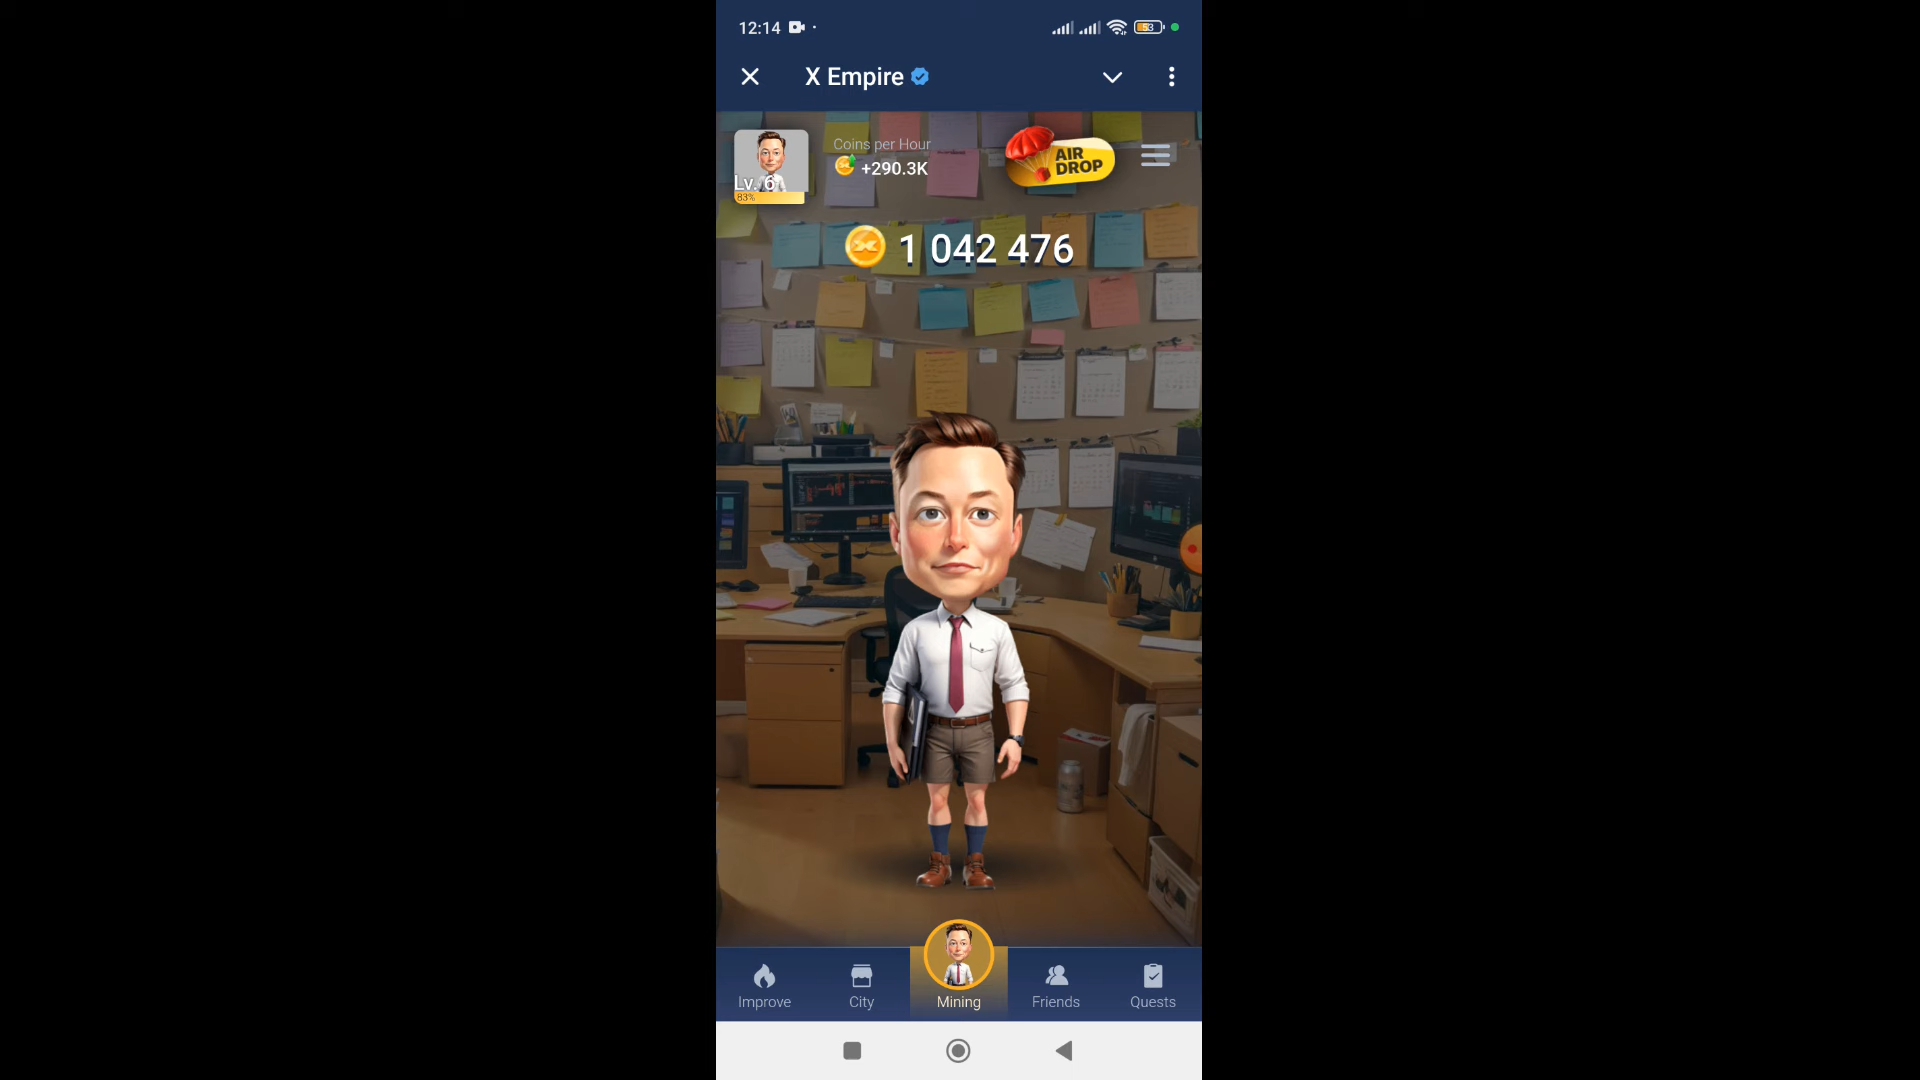 12:14
53
X Empire
Coins per Hour
+290.3K
AIR
DROP
Lv. 6
83%
1 042 476
Improve
City
Mining
Friends
Quests